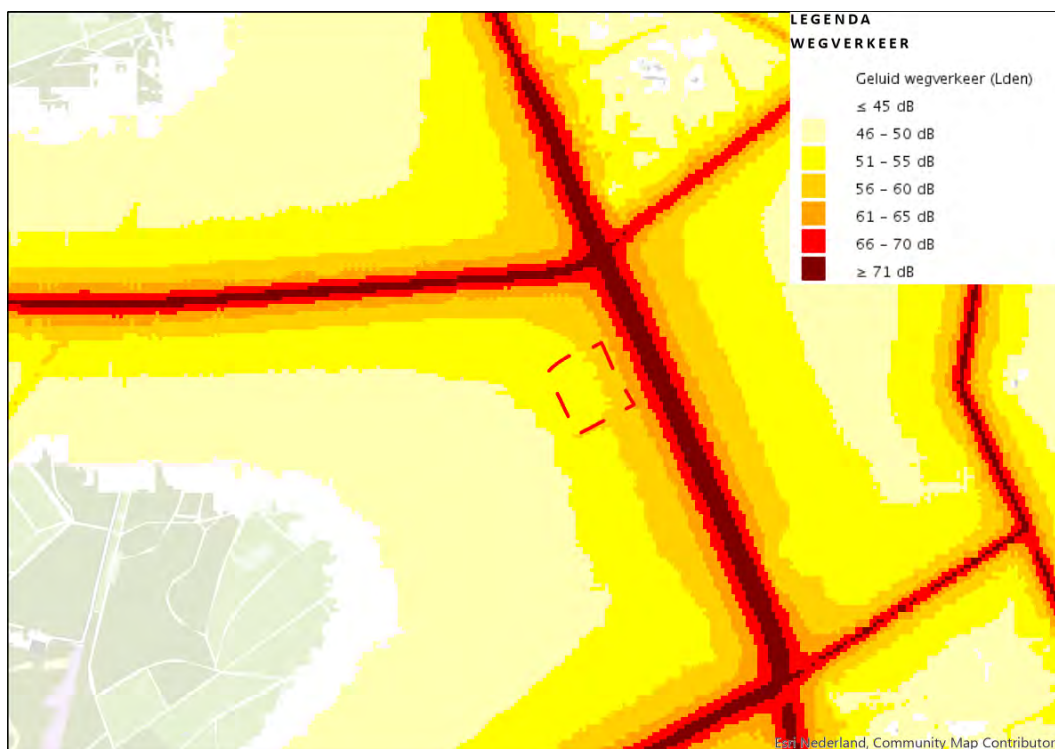 LEGENDA
WEGVERKEER
Geluid wegverkeer (Lden)
≤ 45 dB
46 – 50 dB
51 – 55 dB
56 – 60 dB
61 – 65 dB
66 – 70 dB
≥ 71 dB
Esri Nederland, Community Map Contributor